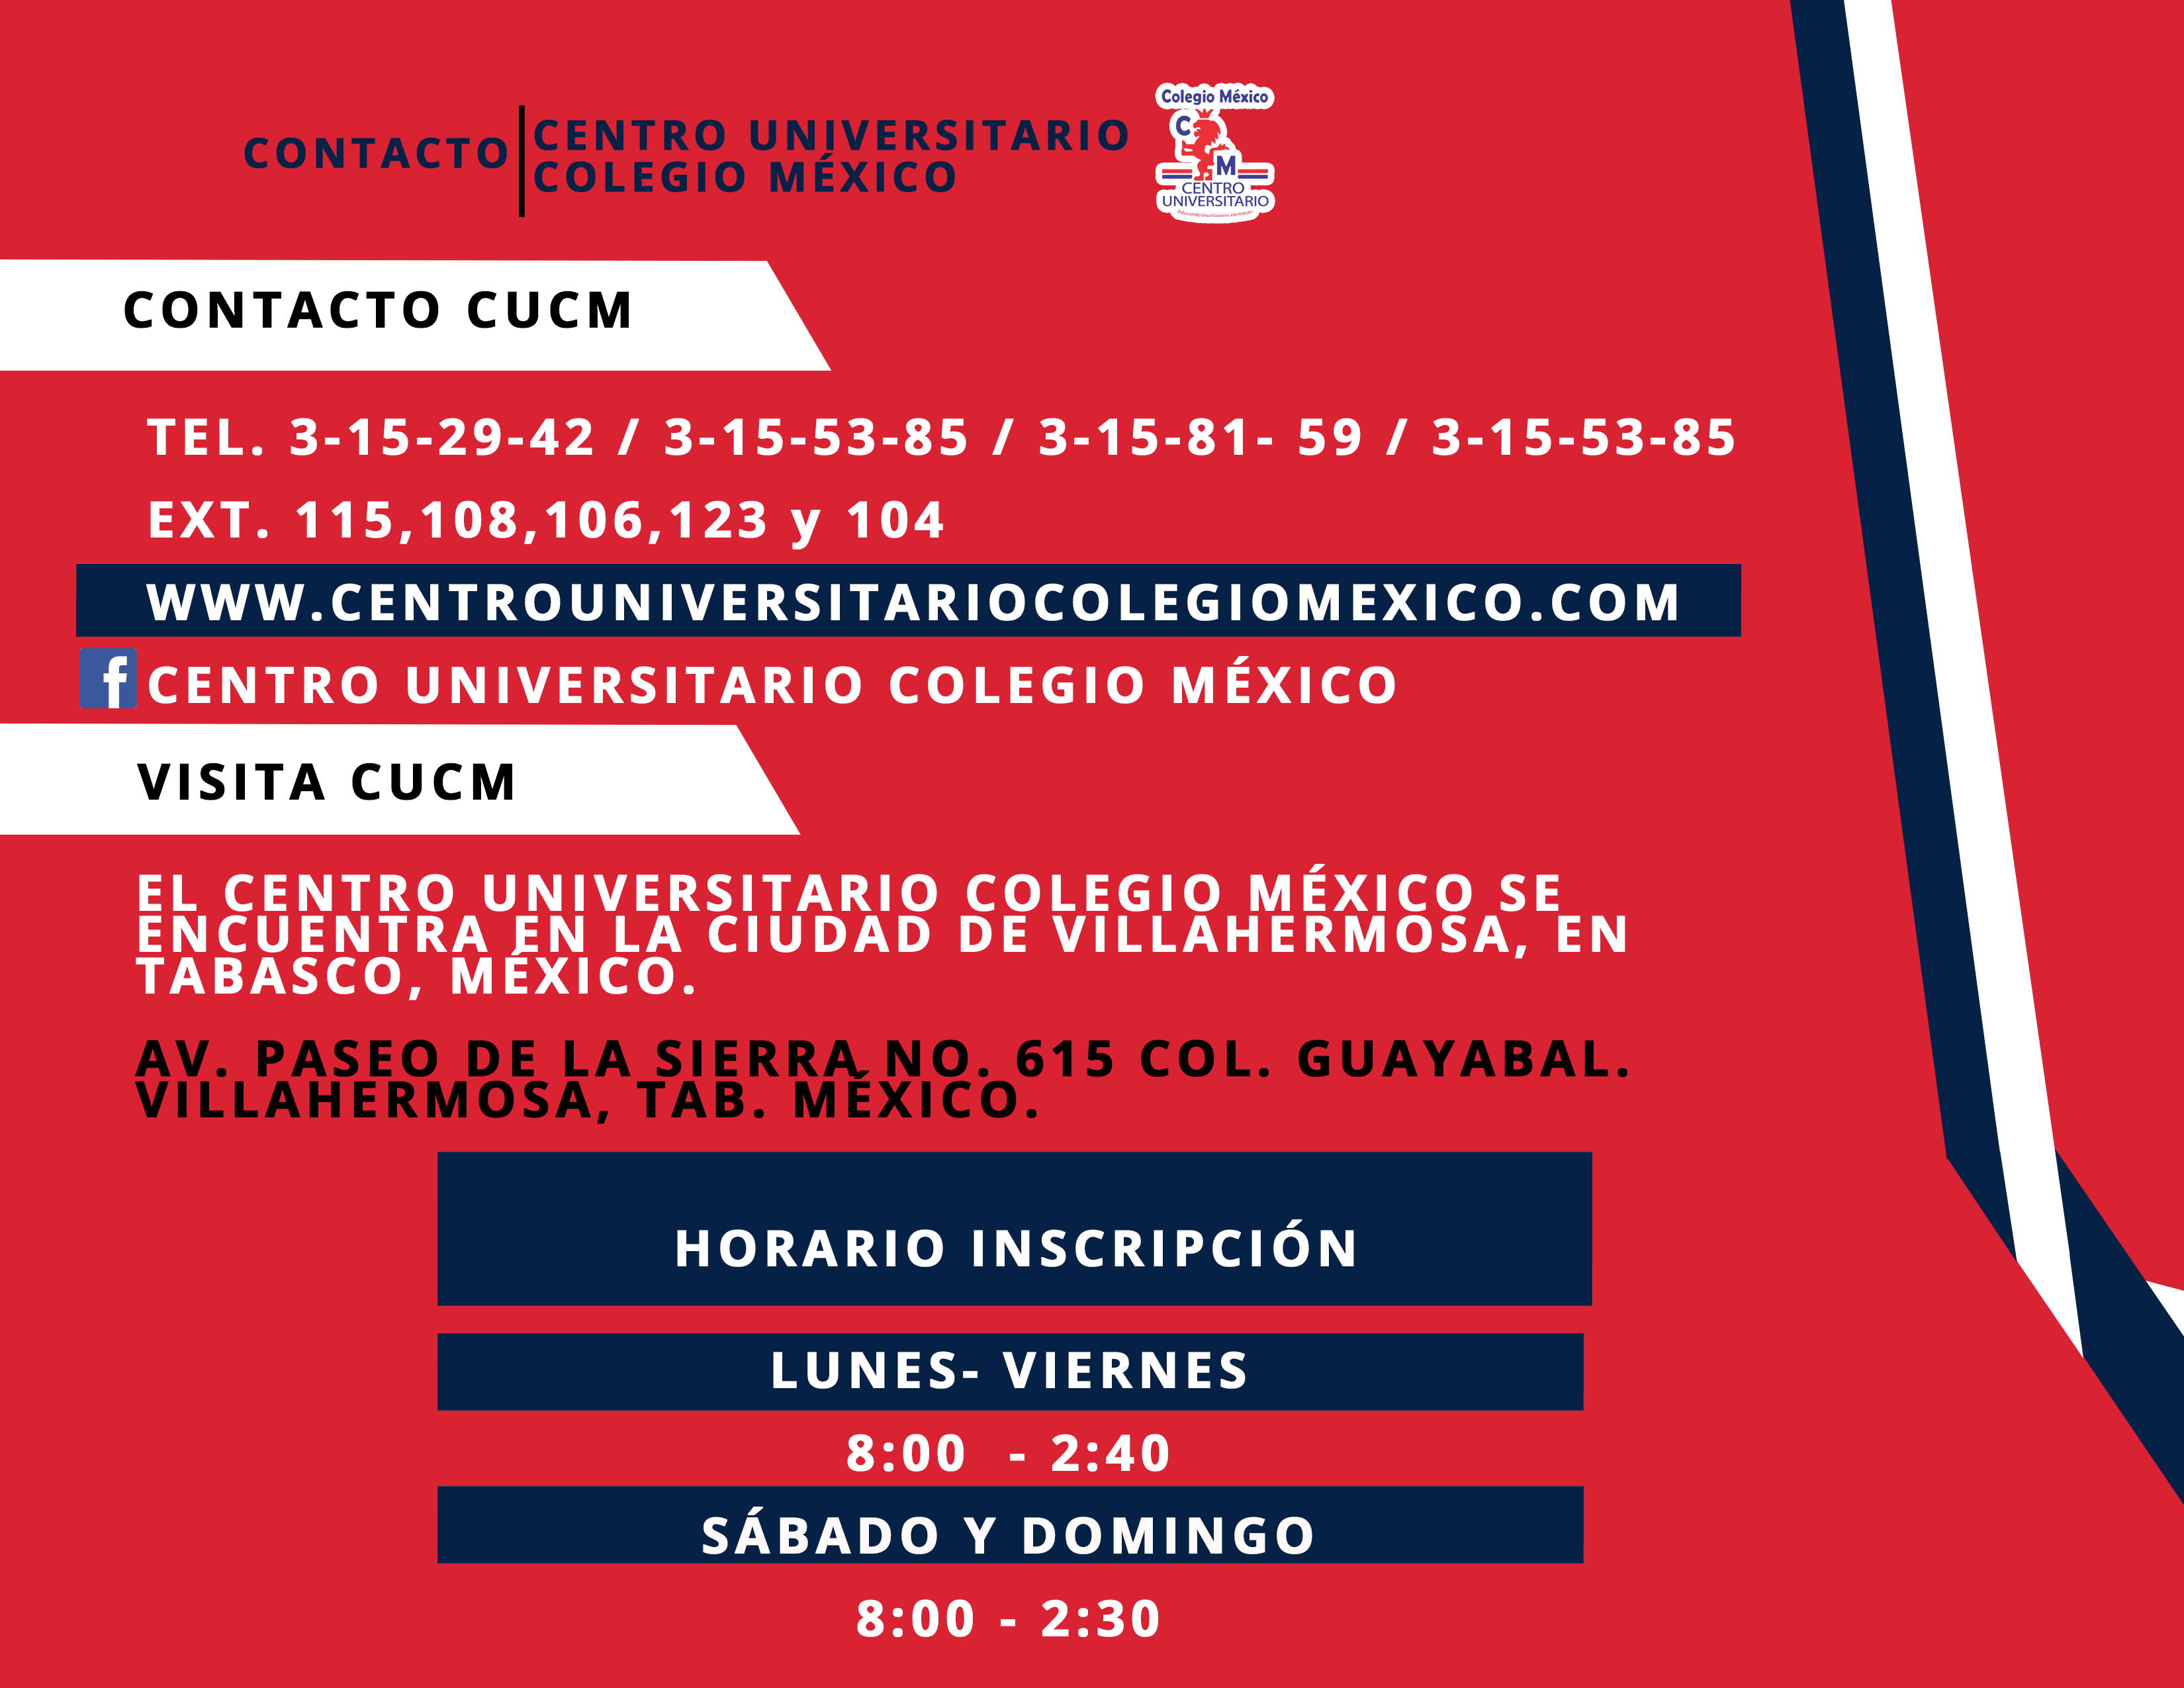 CONTACTO
CENTRO UNIVERSITARIO
COLEGIO MÉXICO
Colegio México
C
M
CENTRO
UNIVERSITARIO
CONTACTO CUCM
TEL. 3-15-29-42 / 3-15-53-85 / 3-15-81- 59 / 3-15-53-85
EXT. 115,108,106,123 y 104
WWW.CENTROUNIVERSITARIOCOLEGIOMEXICO.COM
f
CENTRO UNIVERSITARIO COLEGIO MÉXICO
VISITA CUCM
EL CENTRO UNIVERSITARIO COLEGIO MÉXICO SE
ENCUENTRA EN LA CIUDAD DE VILLAHERMOSA, EN
TABASCO, MÉXICO.
AV. PASEO DE LA SIERRA NO. 615 COL. GUAYABAL.
VILLAHERMOSA, TAB. MÉXICO.
HORARIO INSCRIPCIÓN
LUNES- VIERNES
8:00 - 2:40
SÁBADO Y DOMINGO
8:00 - 2:30